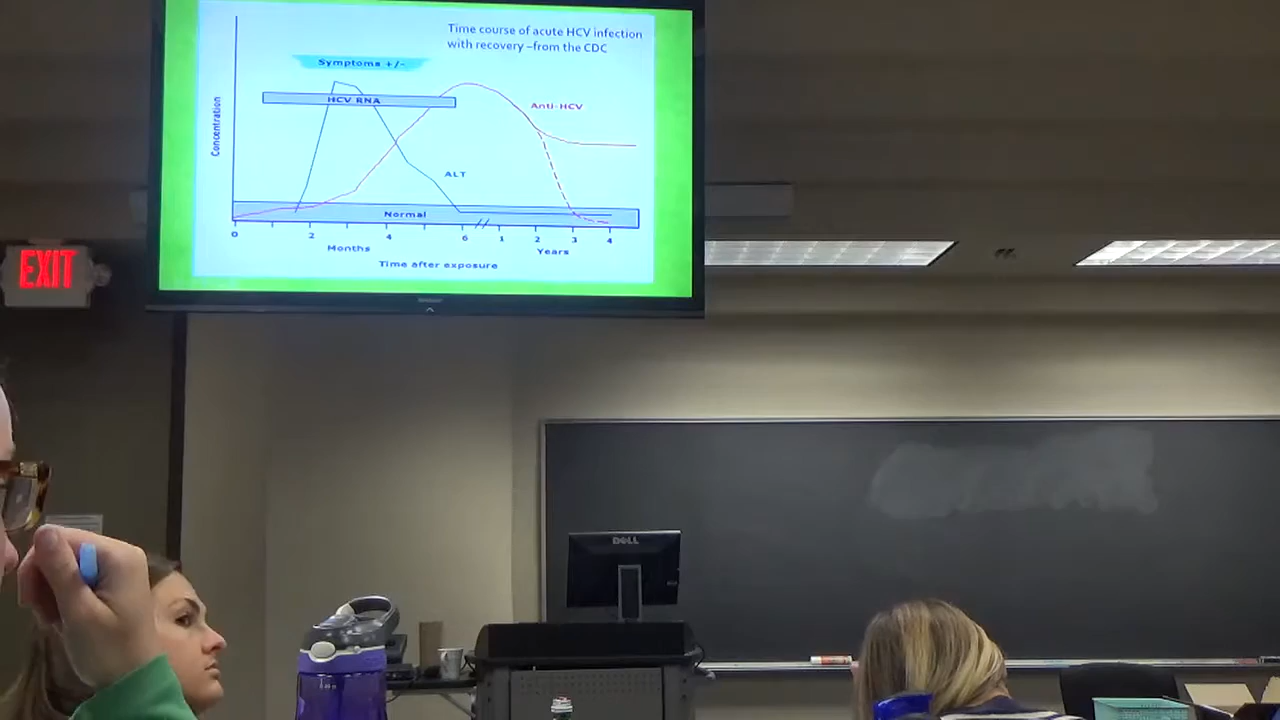 Time course of acute HCV infection
with recovery –from the CDC
Symptoms +/-
HCV RNA
Anti-HCV
Concentration
ALT
Normal
0 2 4 6 1 2 3 4
Months Years
Time after exposure
EXIT
DELL